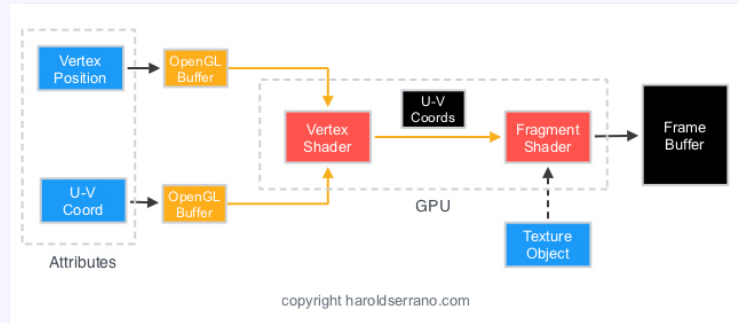 Vertex
Position
OpenGL
Buffer
U-V
Coords
Vertex
Shader
Fragment
Shader
Frame
Buffer
U-V
Coord
OpenGL
Buffer
GPU
Texture
Object
Attributes
copyright haroldserrano.com